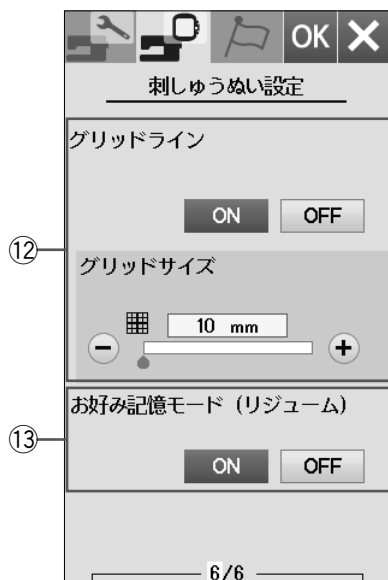 OK
刺しゅうぬい設定
グリッドライン
ON OFF
⑫
グリッドサイズ
10 mm
お好み記憶モード（リジューム）
⑬
ON OFF
6/6